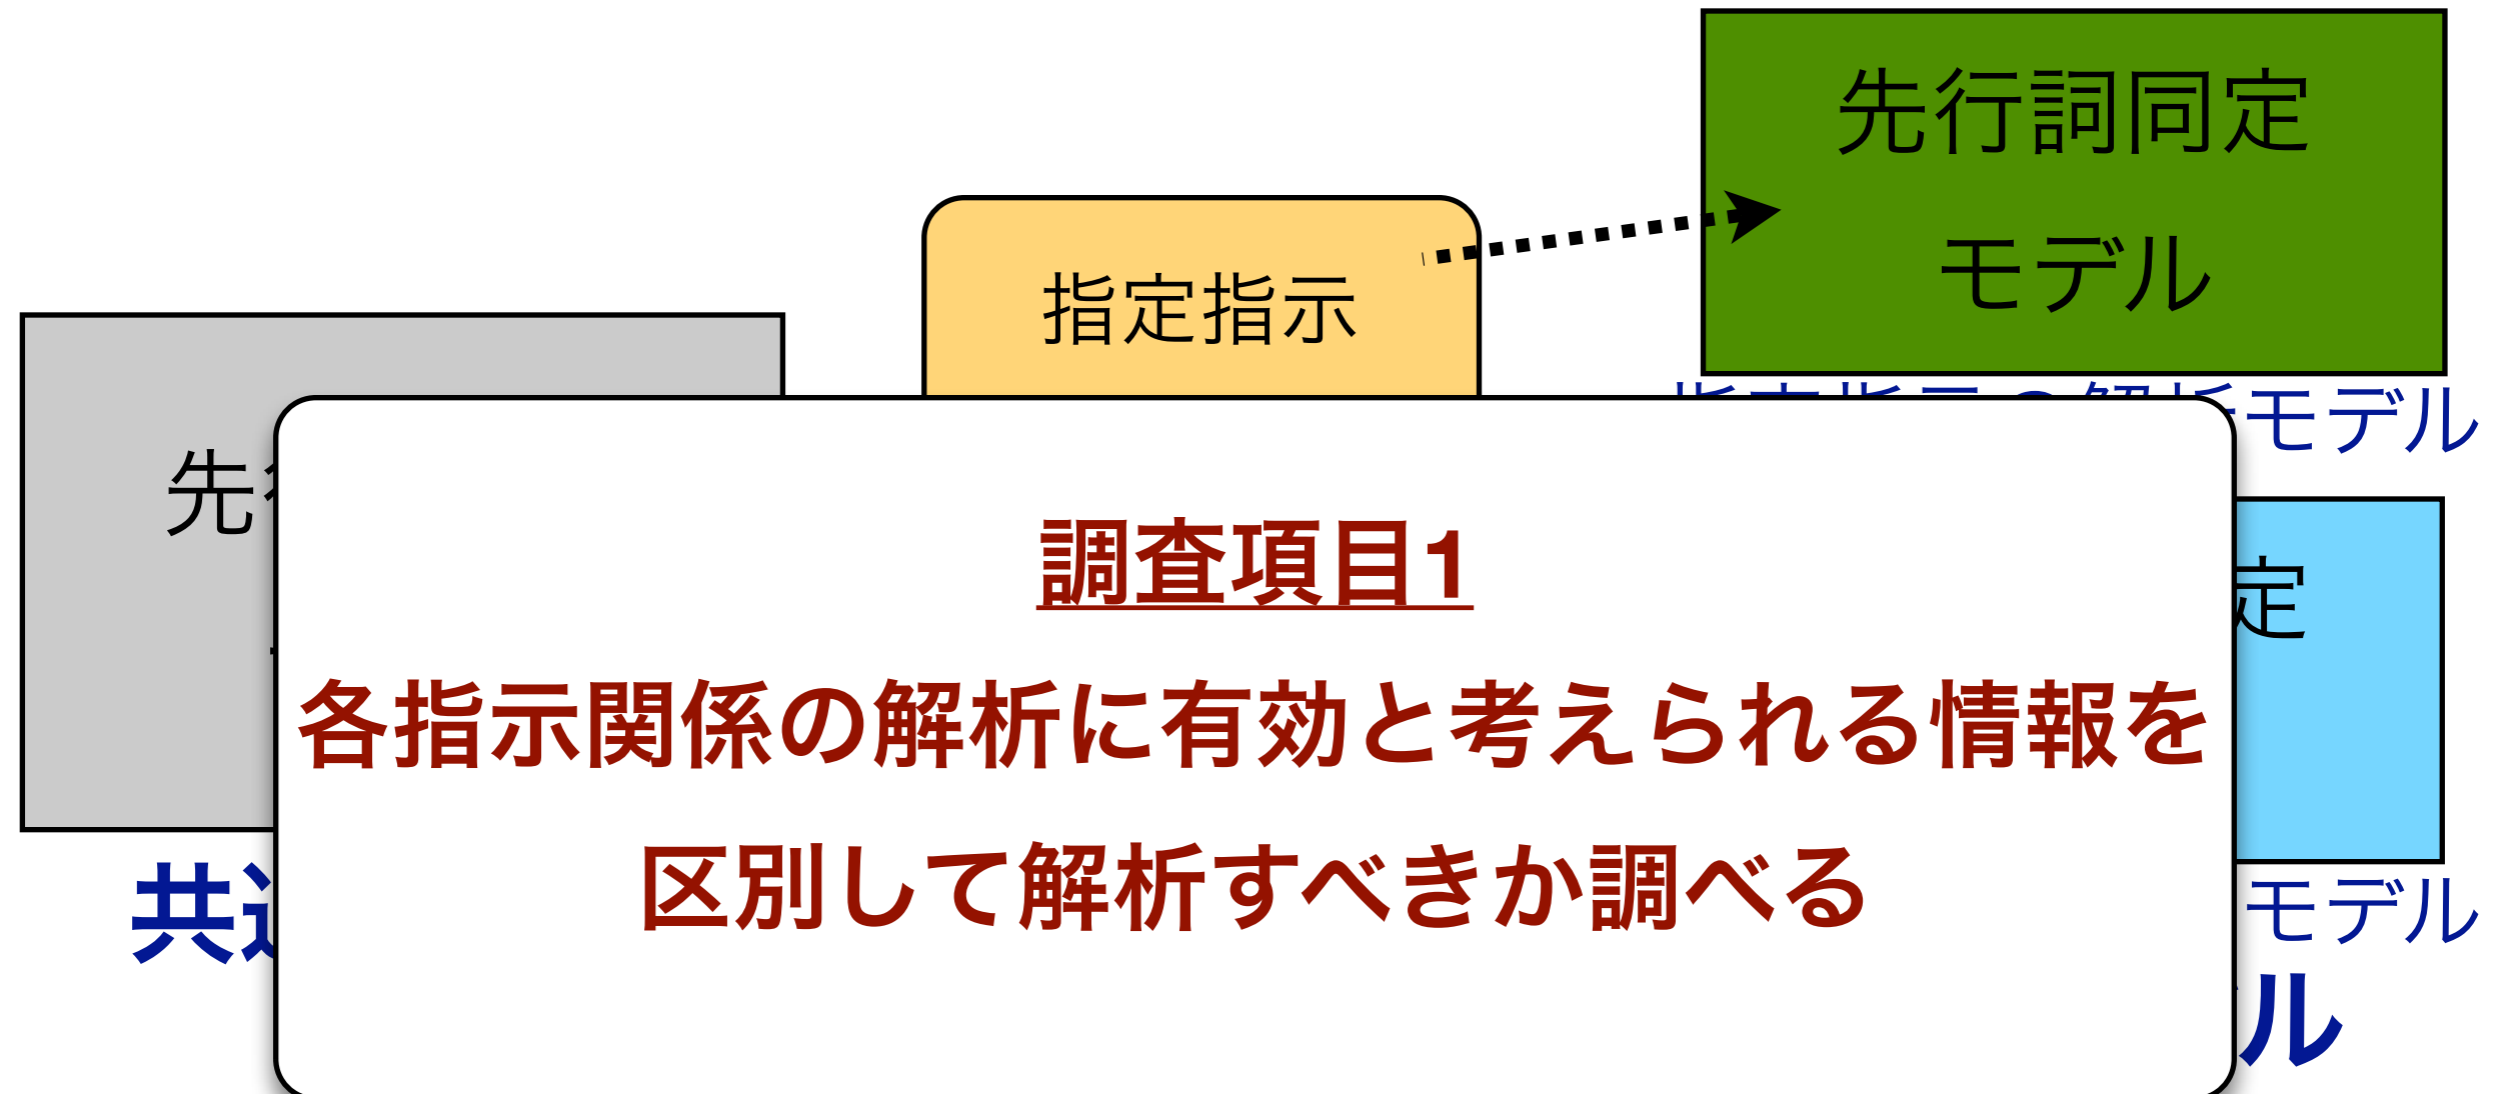 先行詞同定
モデル
指定指示
モデル
先
定
調査項目1
各指示関係の解析に有効と考えられる情報を
区別して解析すべきか調べる
共
モデル
ル